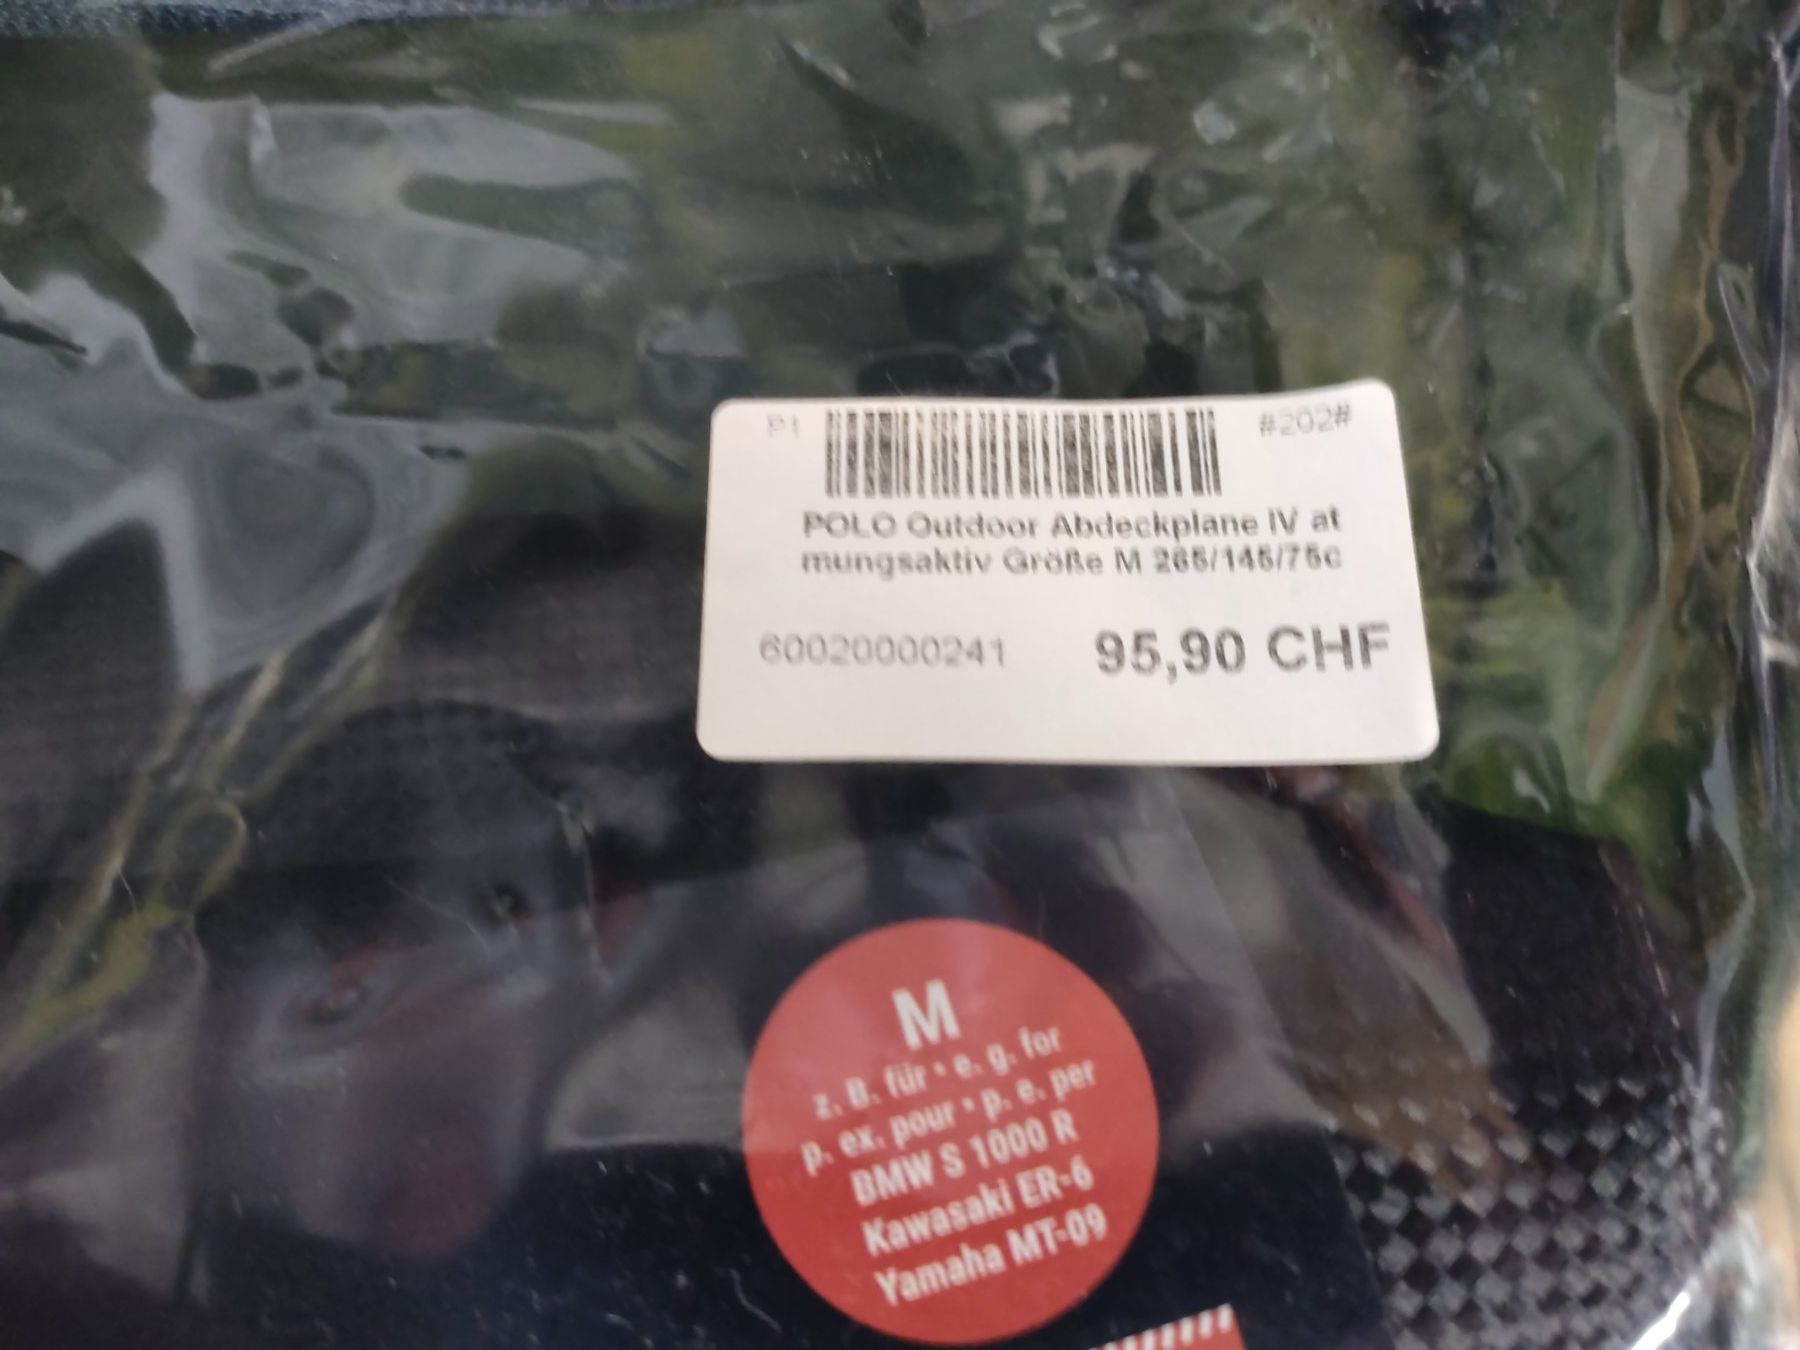 P1 #202#
POLO Outdoor Abdeckplane IV at
mungsaktiv Größe M 265/145/75c
60020000241 95,90 CHF
M
z. B. für • e. g. for
p. ex. pour • p. e. per
BMW S 1000 R
Kawasaki ER-6
Yamaha MT-09